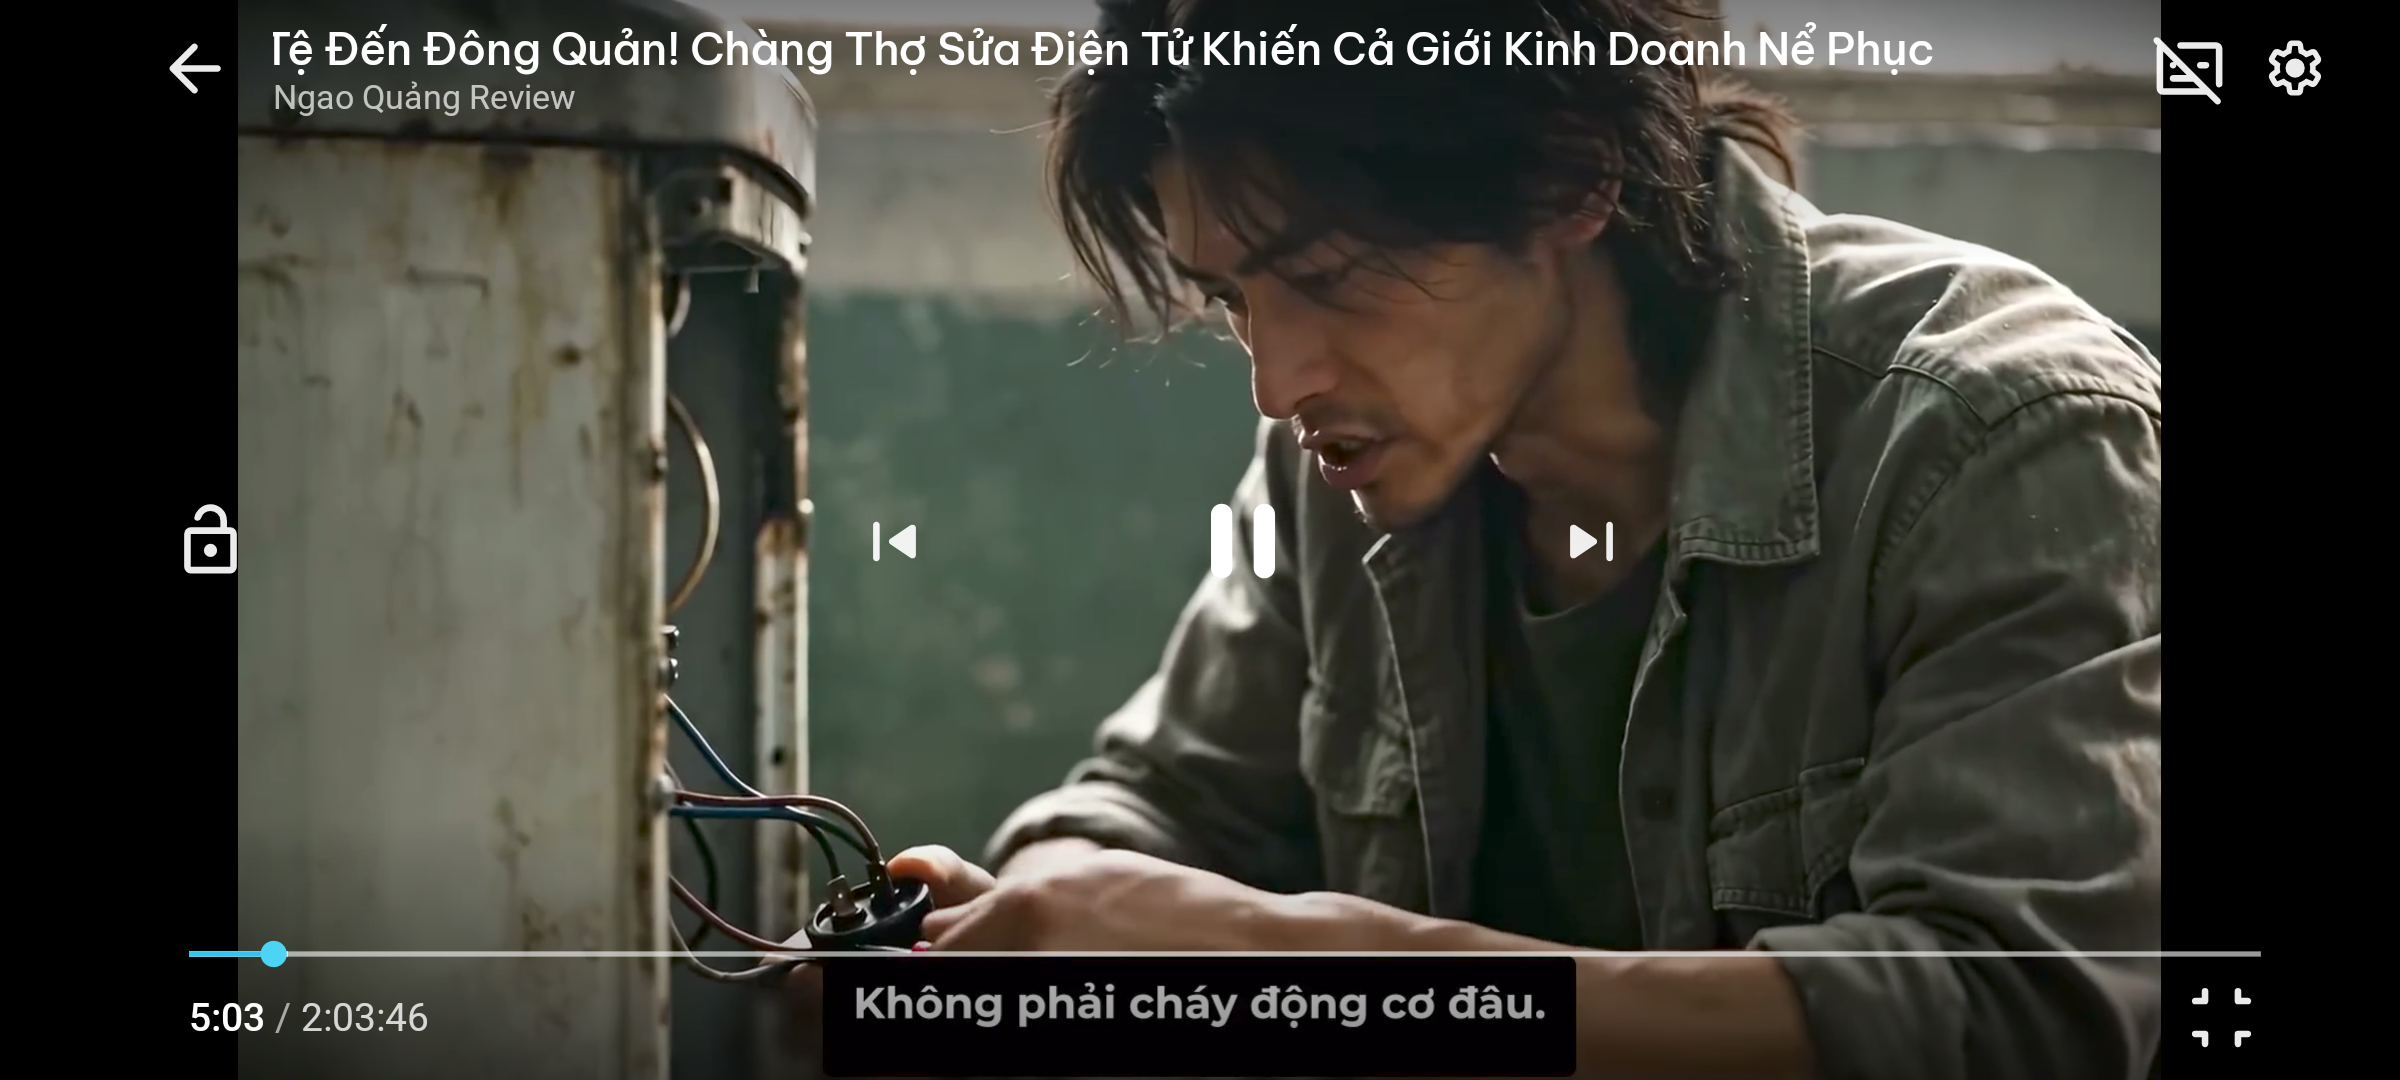 Tệ Đến Đông Quản! Chàng Thợ Sửa Điện Tử Khiến Cả Giới Kinh Doanh Nể Phục
Ngao Quảng Review
5:03 / 2:03:46
Không phải cháy động cơ đâu.